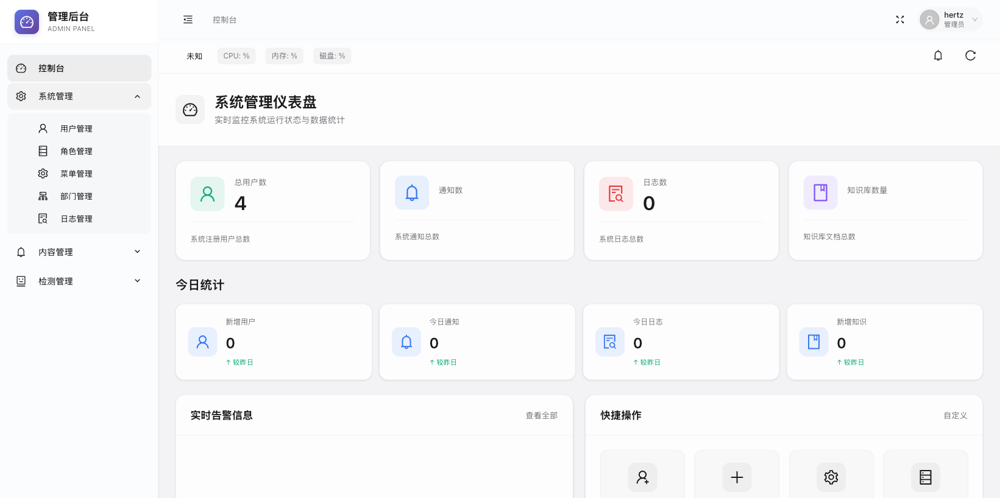 管理后台
ADMIN PANEL
控制台
系统管理
用户管理
角色管理
菜单管理
部门管理
日志管理
内容管理
检测管理
控制台
hertz
管理员
未知
CPU: %
内存: %
磁盘: %
系统管理仪表盘
实时监控系统运行状态与数据统计
总用户数
4
系统注册用户总数
通知数
系统通知总数
日志数
0
系统日志总数
知识库数量
知识库文档总数
今日统计
新增用户
0
↑ 较昨日
今日通知
0
↑ 较昨日
今日日志
0
↑ 较昨日
新增知识
0
↑ 较昨日
实时告警信息
查看全部
快捷操作
自定义